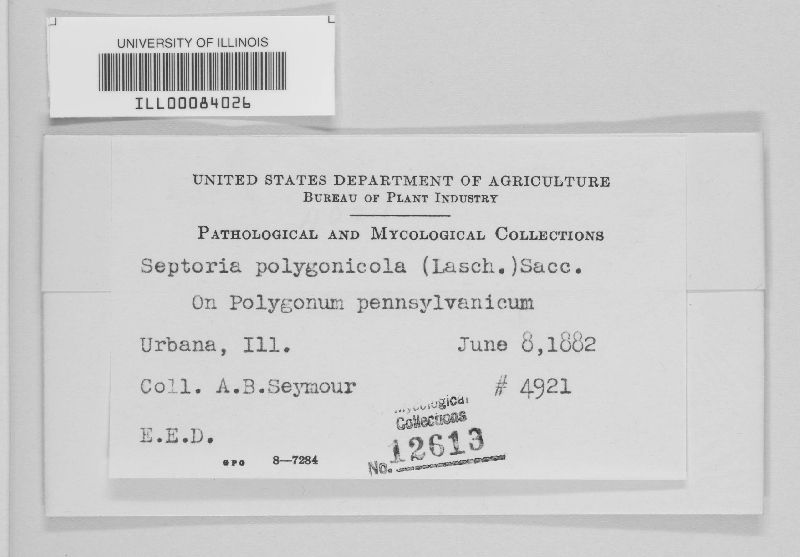 UNIVERSITY OF ILLINOIS
ILL00084026
UNITED STATES DEPARTMENT OF AGRICULTURE
BUREAU OF PLANT INDUSTRY
PATHOLOGICAL AND MYCOLOGICAL COLLECTIONS
Septoria polygonicola (Lasch.)Sacc.
On Polygonum pennsylvanicum
Urbana, Ill. June 8,1882
Coll. A.B.Seymour # 4921
E.E.D.
GPO 8—7284
Mycological
Collections
No. 12613